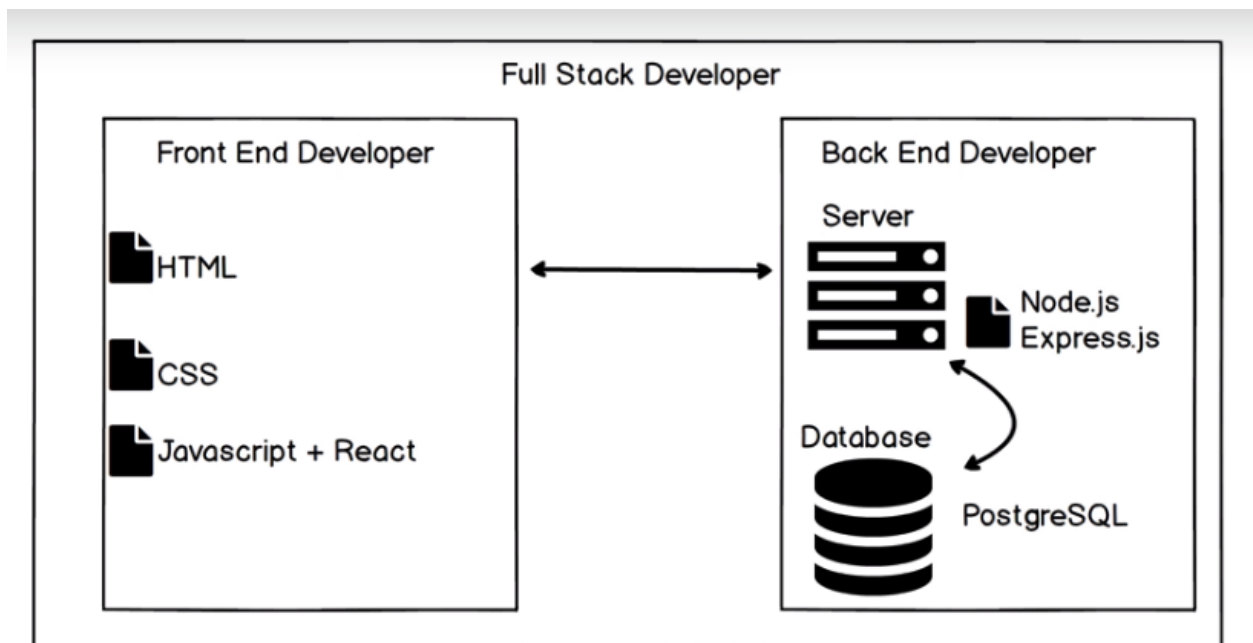 Full Stack Developer
Front End Developer
HTML
CSS
Javascript + React
Back End Developer
Server
Node.js
Express.js
Database
PostgreSQL